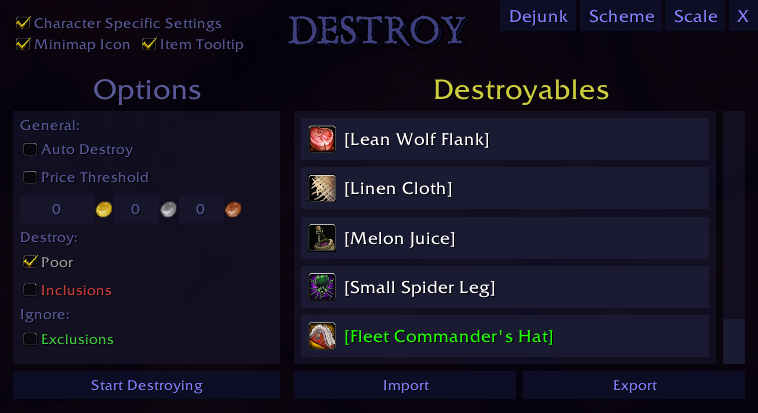 Character Specific Settings
Minimap Icon Item Tooltip
DESTROY
Dejunk Scheme Scale X
Options
General:
Auto Destroy
Price Threshold
0 0 0
Destroy:
Poor
Inclusions
Ignore:
Exclusions
Start Destroying
Destroyables
[Lean Wolf Flank]
[Linen Cloth]
[Melon Juice]
[Small Spider Leg]
[Fleet Commander's Hat]
Import Export